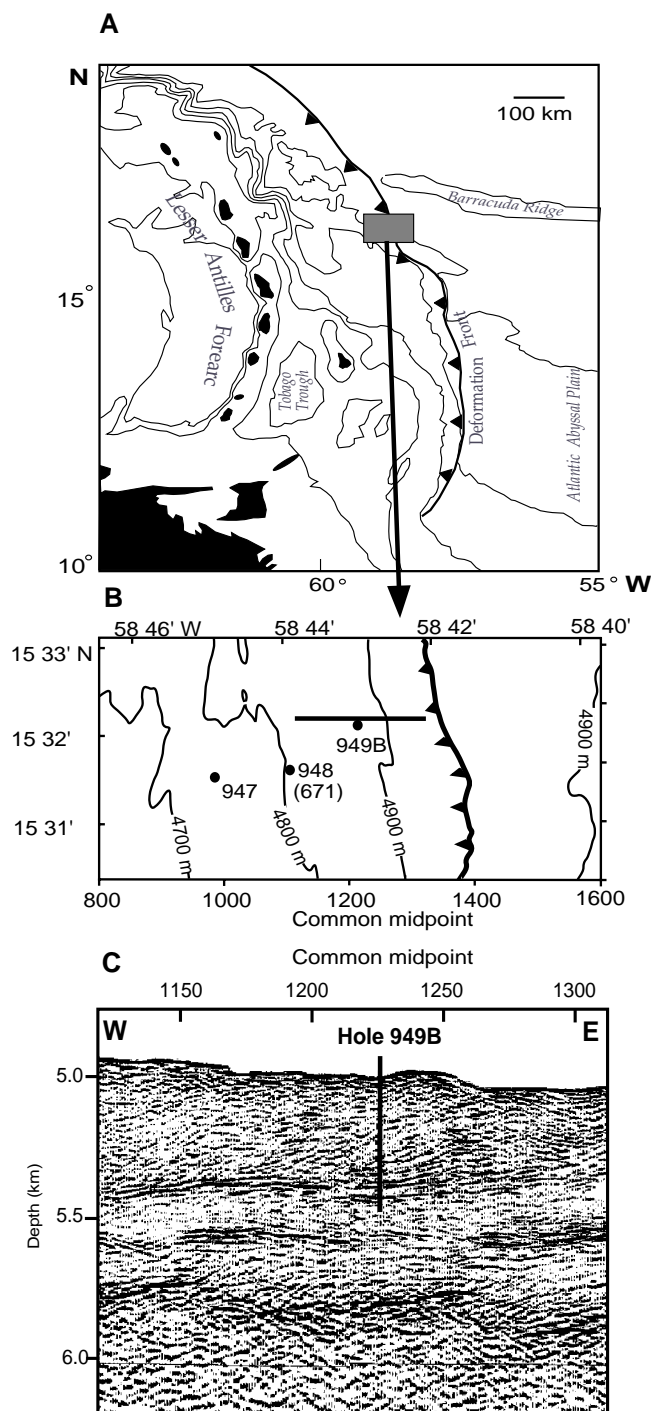 A
N
100 km
Barracuda Ridge
Lesser Antilles Forearc
15°
Tobago
Trough
Deformation Front
Atlantic Abyssal Plain
10°
60°
55° W
B
58 46' W 58 44' 58 42' 58 40'
15 33' N
15 32'
15 31'
949B
947
948
(671)
4700 m
4800 m
4900 m
4900 m
800 1000 1200 1400 1600
Common midpoint
C
Common midpoint
1150 1200 1250 1300
W
Hole 949B
E
5.0
5.5
6.0
Depth (km)